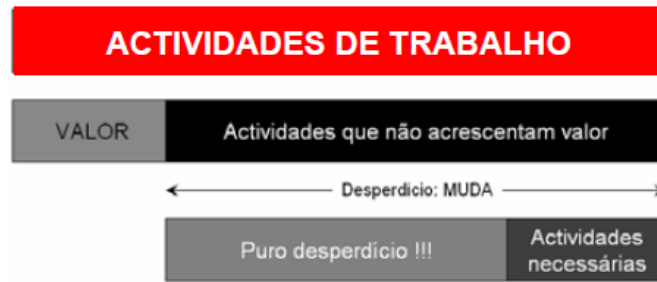 ACTIVIDADES DE TRABALHO
VALOR
Actividades que não acrescentam valor
Desperdicio: MUDA
Puro desperdicio !!!
Actividades
necessárias